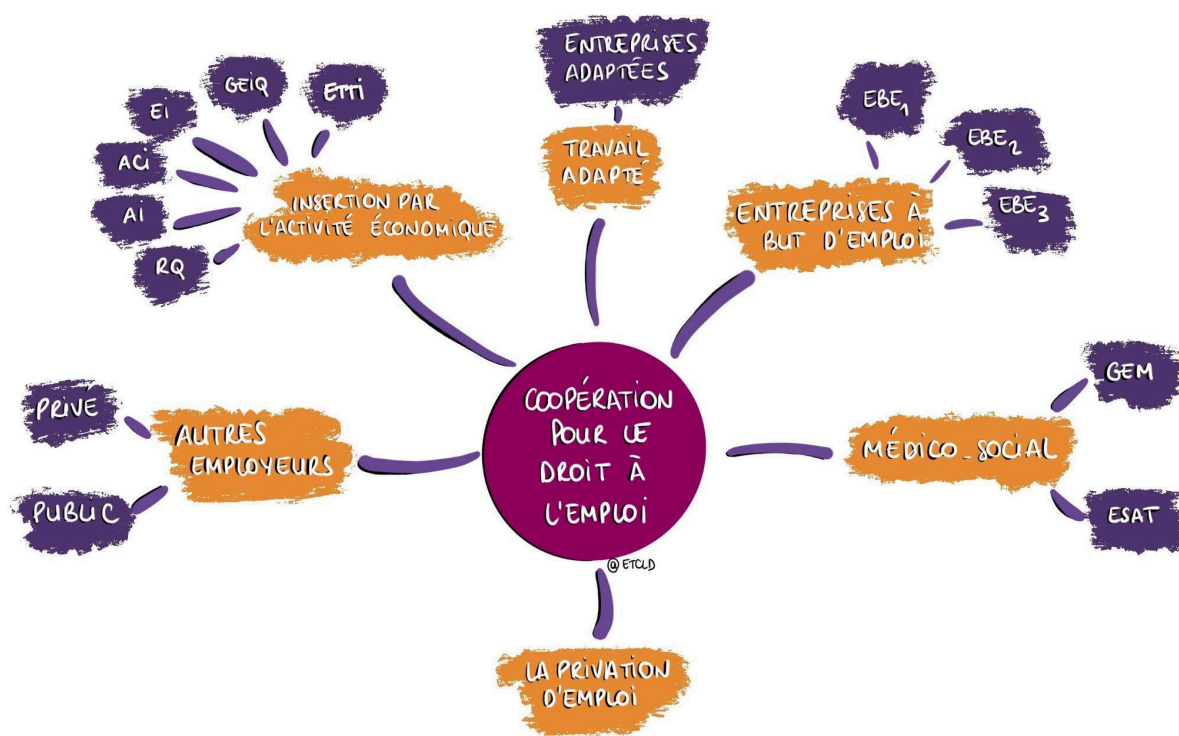 ENTREPRISES
ADAPTÉES
TRAVAIL
ADAPTÉ
GEiQ
ETTi
Ei
ACi
Ai
RQ
iNSERTiON PAR
L'ACTiViTÉ ÉCONOMiQUE
EBE1
EBE2
EBE3
ENTREPRiSES À
BUT D'EMPLOi
PRiVÉ
PUBLiC
AUTRES
EMPLOYEURS
COOPÉRATiON
POUR LE
DROiT À
L'EMPLOi
@ETCLD
GEM
MÉDiCO_SOCiAL
ESAT
LA PRiVATiON
D'EMPLOi